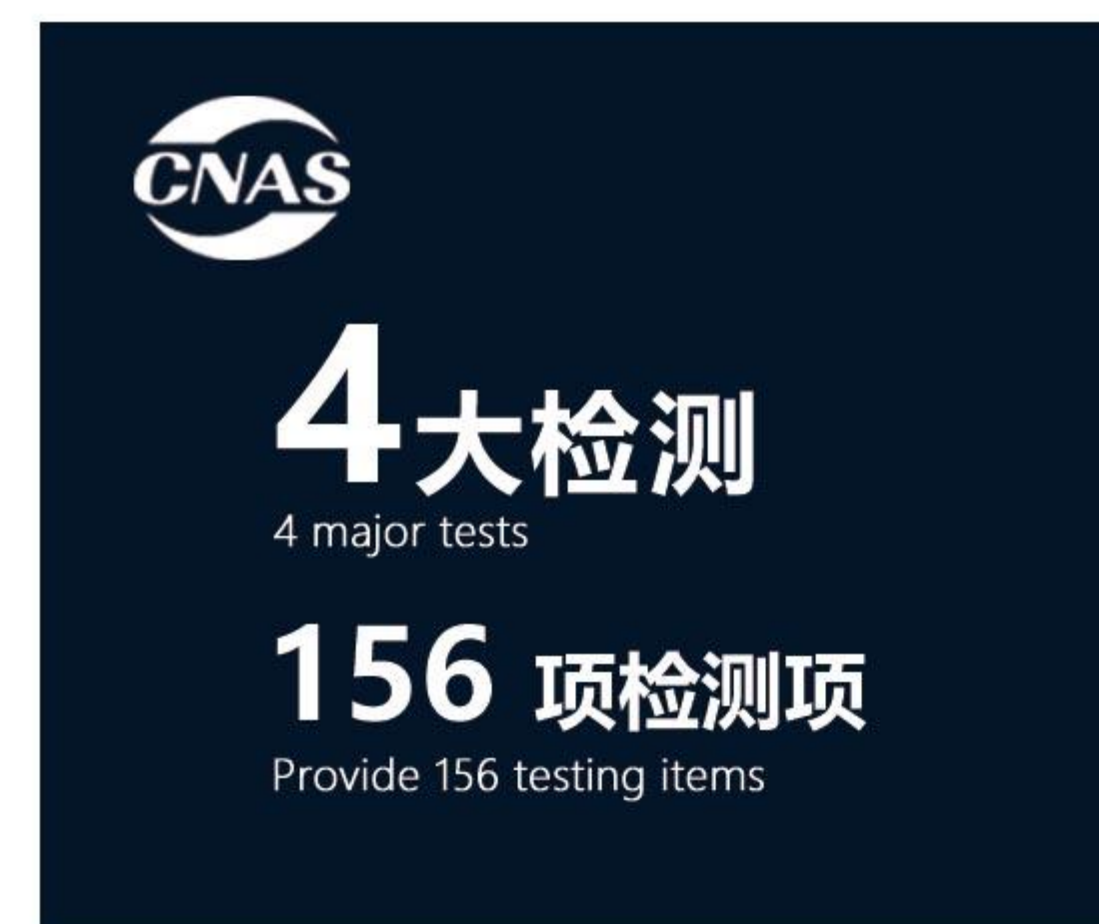 CNAS
4大检测
4 major tests
156 项检测项
Provide 156 testing items